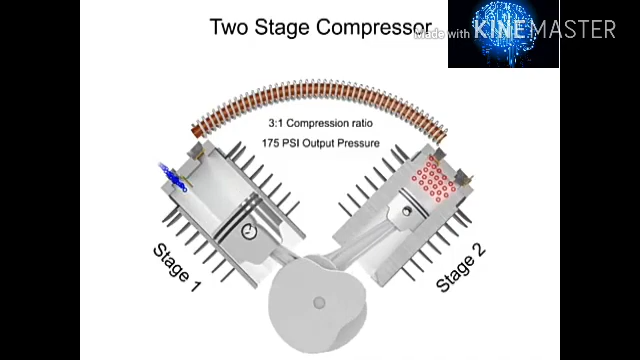 Two Stage Compressor
Made with KINEMASTER
3:1 Compression ratio
175 PSI Output Pressure
Stage 1
Stage 2